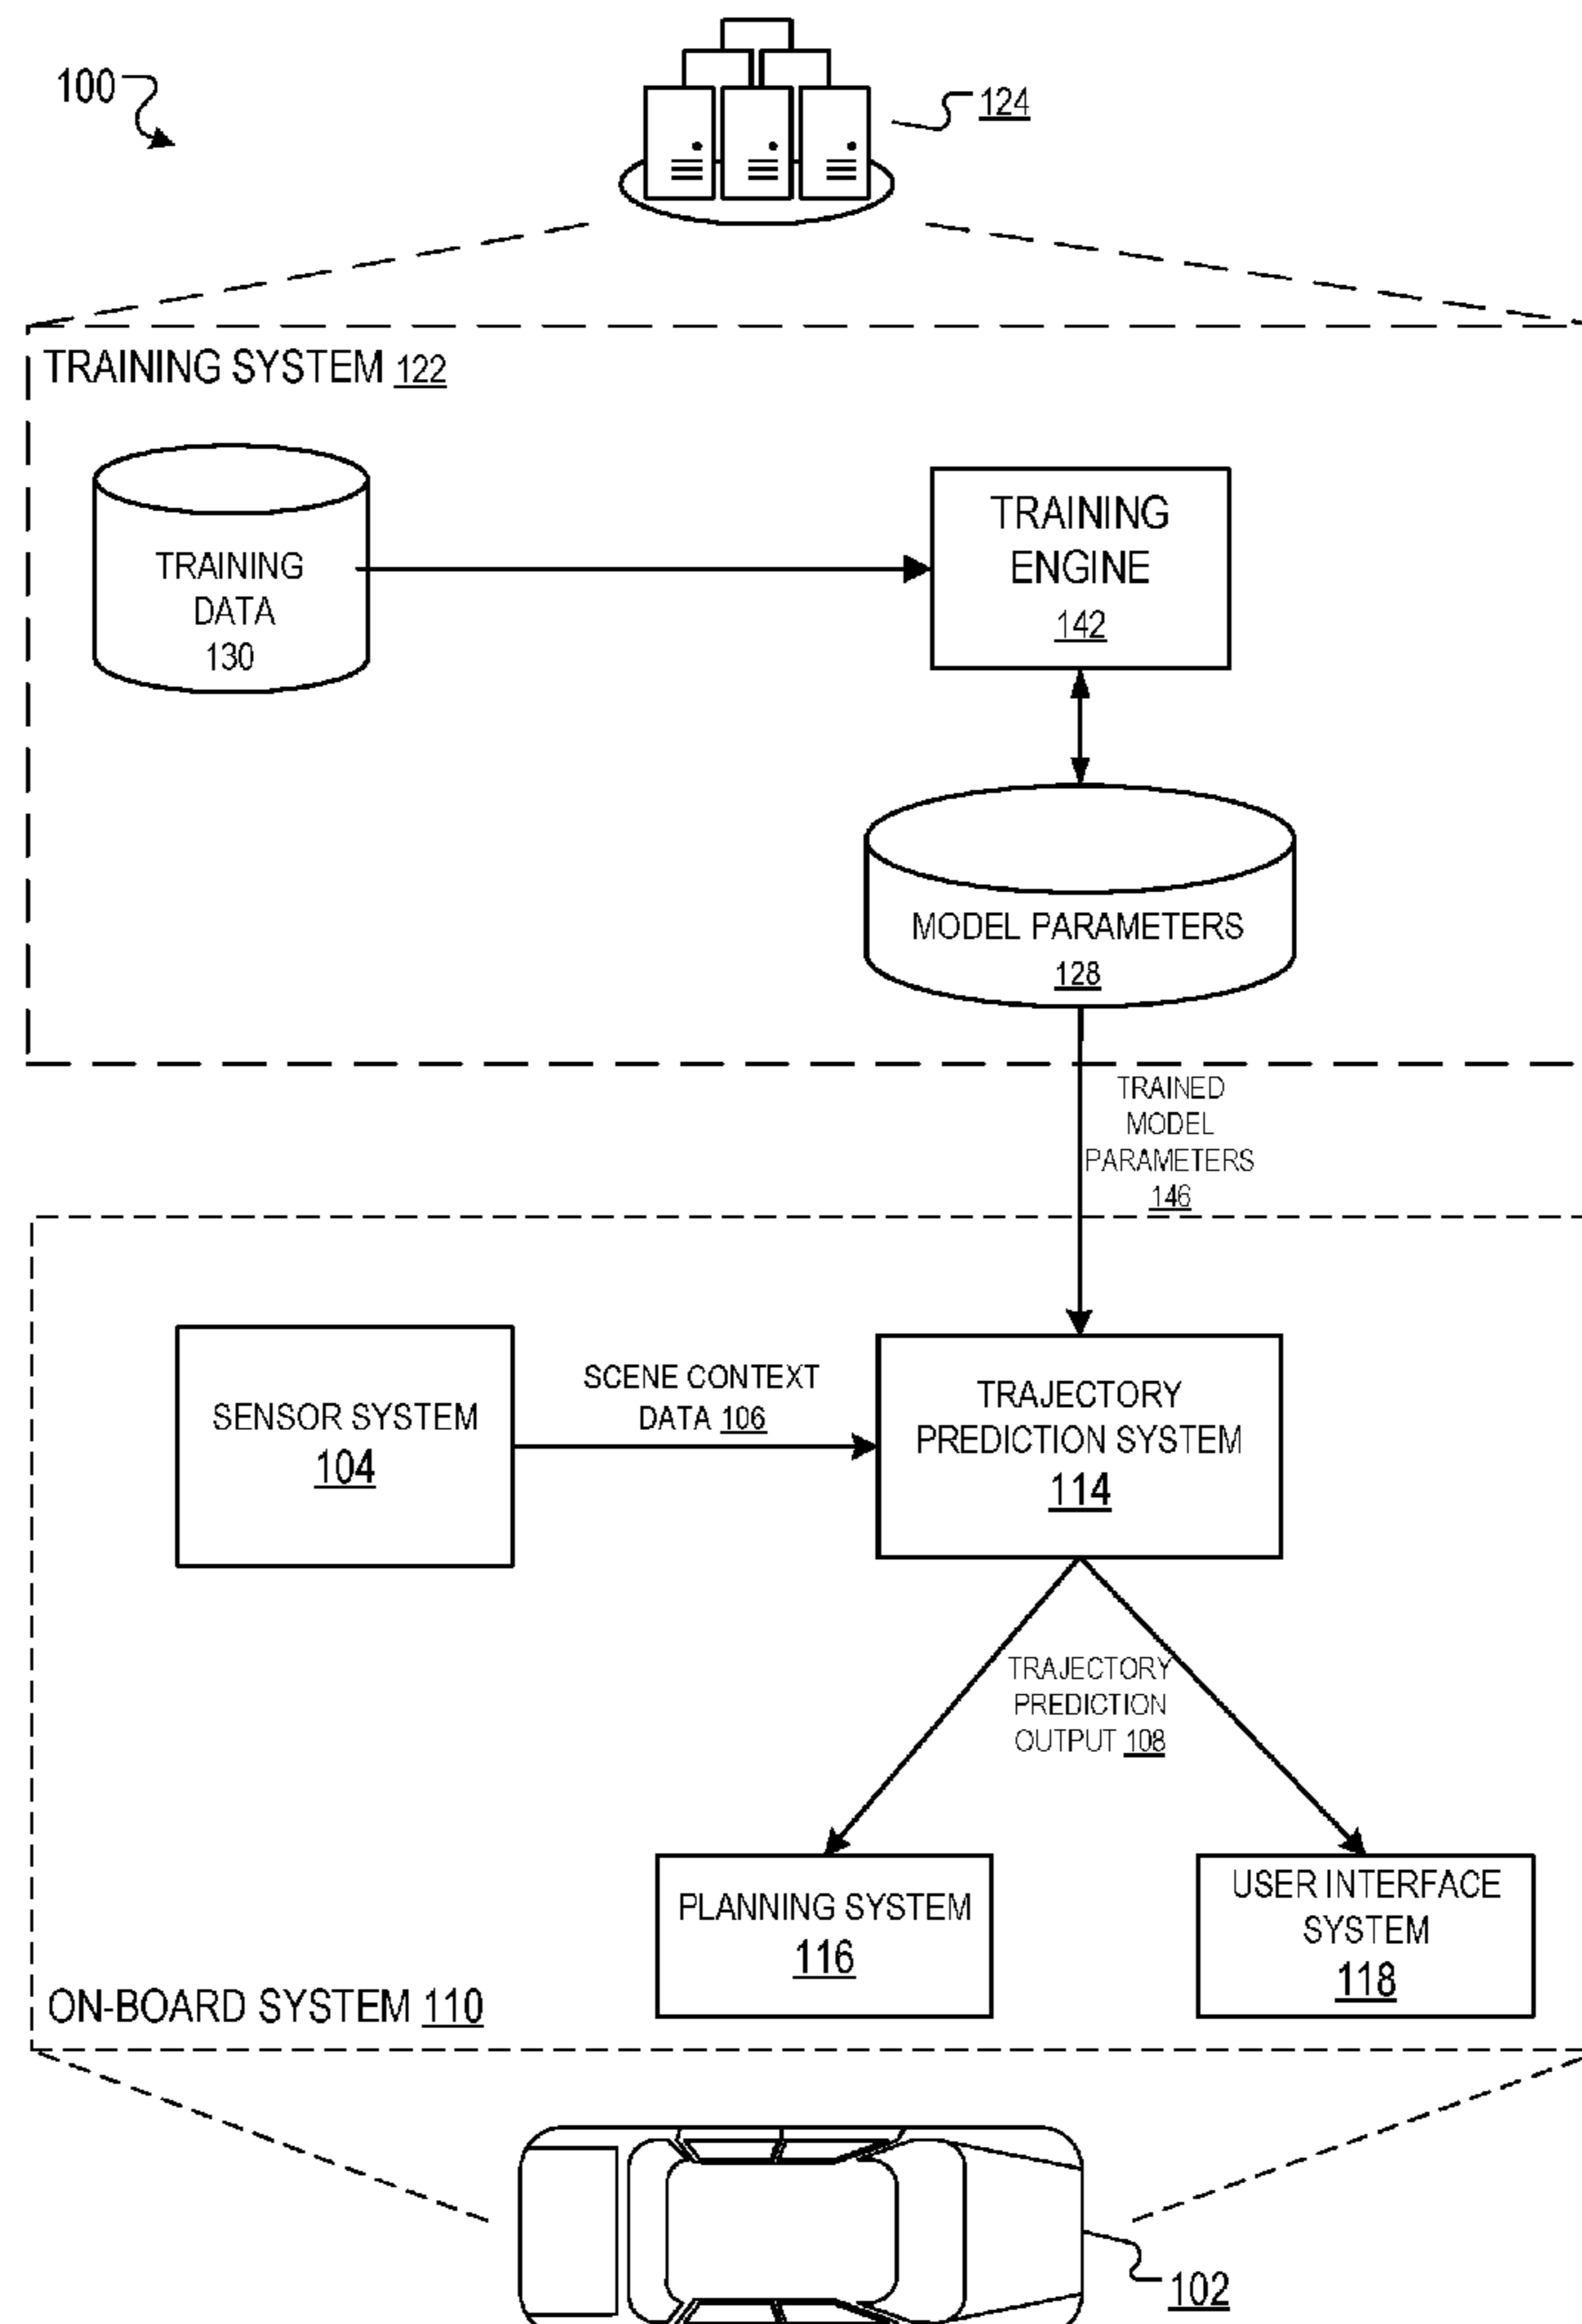 100
124
TRAINING SYSTEM 122
TRAINING
DATA
130
TRAINING
ENGINE
142
MODEL PARAMETERS
128
TRAINED
MODEL
PARAMETERS
146
SENSOR SYSTEM
104
SCENE CONTEXT
DATA 106
TRAJECTORY
PREDICTION SYSTEM
114
TRAJECTORY
PREDICTION
OUTPUT 108
PLANNING SYSTEM
116
USER INTERFACE
SYSTEM
118
ON-BOARD SYSTEM 110
102